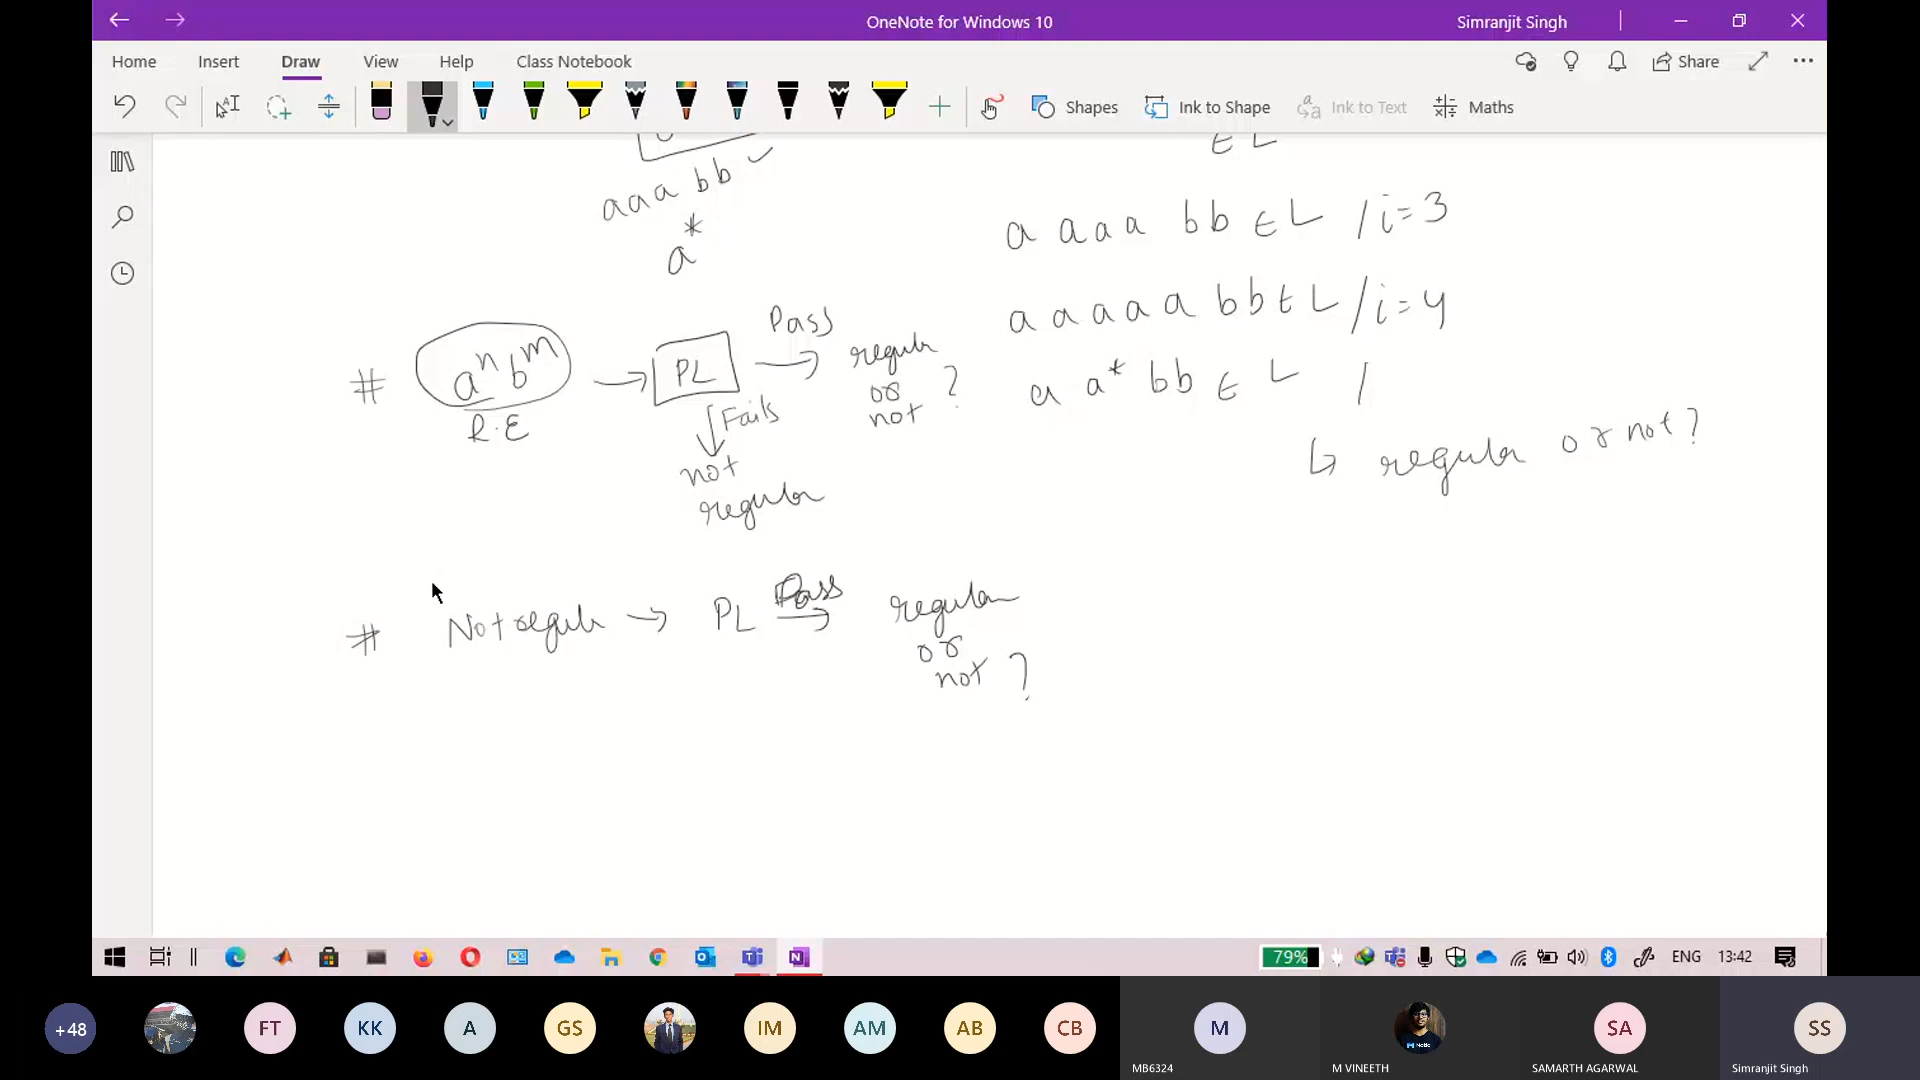 OneNote for Windows 10
Simranjit Singh
Home Insert Draw View Help Class Notebook
Share
Shapes
Ink to Shape
Ink to Text
Maths
∈ L
aaa bb ✓
a*
a aaa bb ∈ L / i=3
a a a a a bb ∈ L / i=4
a a* bb ∈ L /
↳ regular or not?
# aⁿbᵐ → PL → Pass regular
or
not ?
R.E
Fails
not
regular
# Not regular → PL Pass → regular
or
not ?
79%
ENG 13:42
+48 FT KK A GS IM AM AB CB M SA SS
MB6324 M VINEETH SAMARTH AGARWAL Simranjit Singh